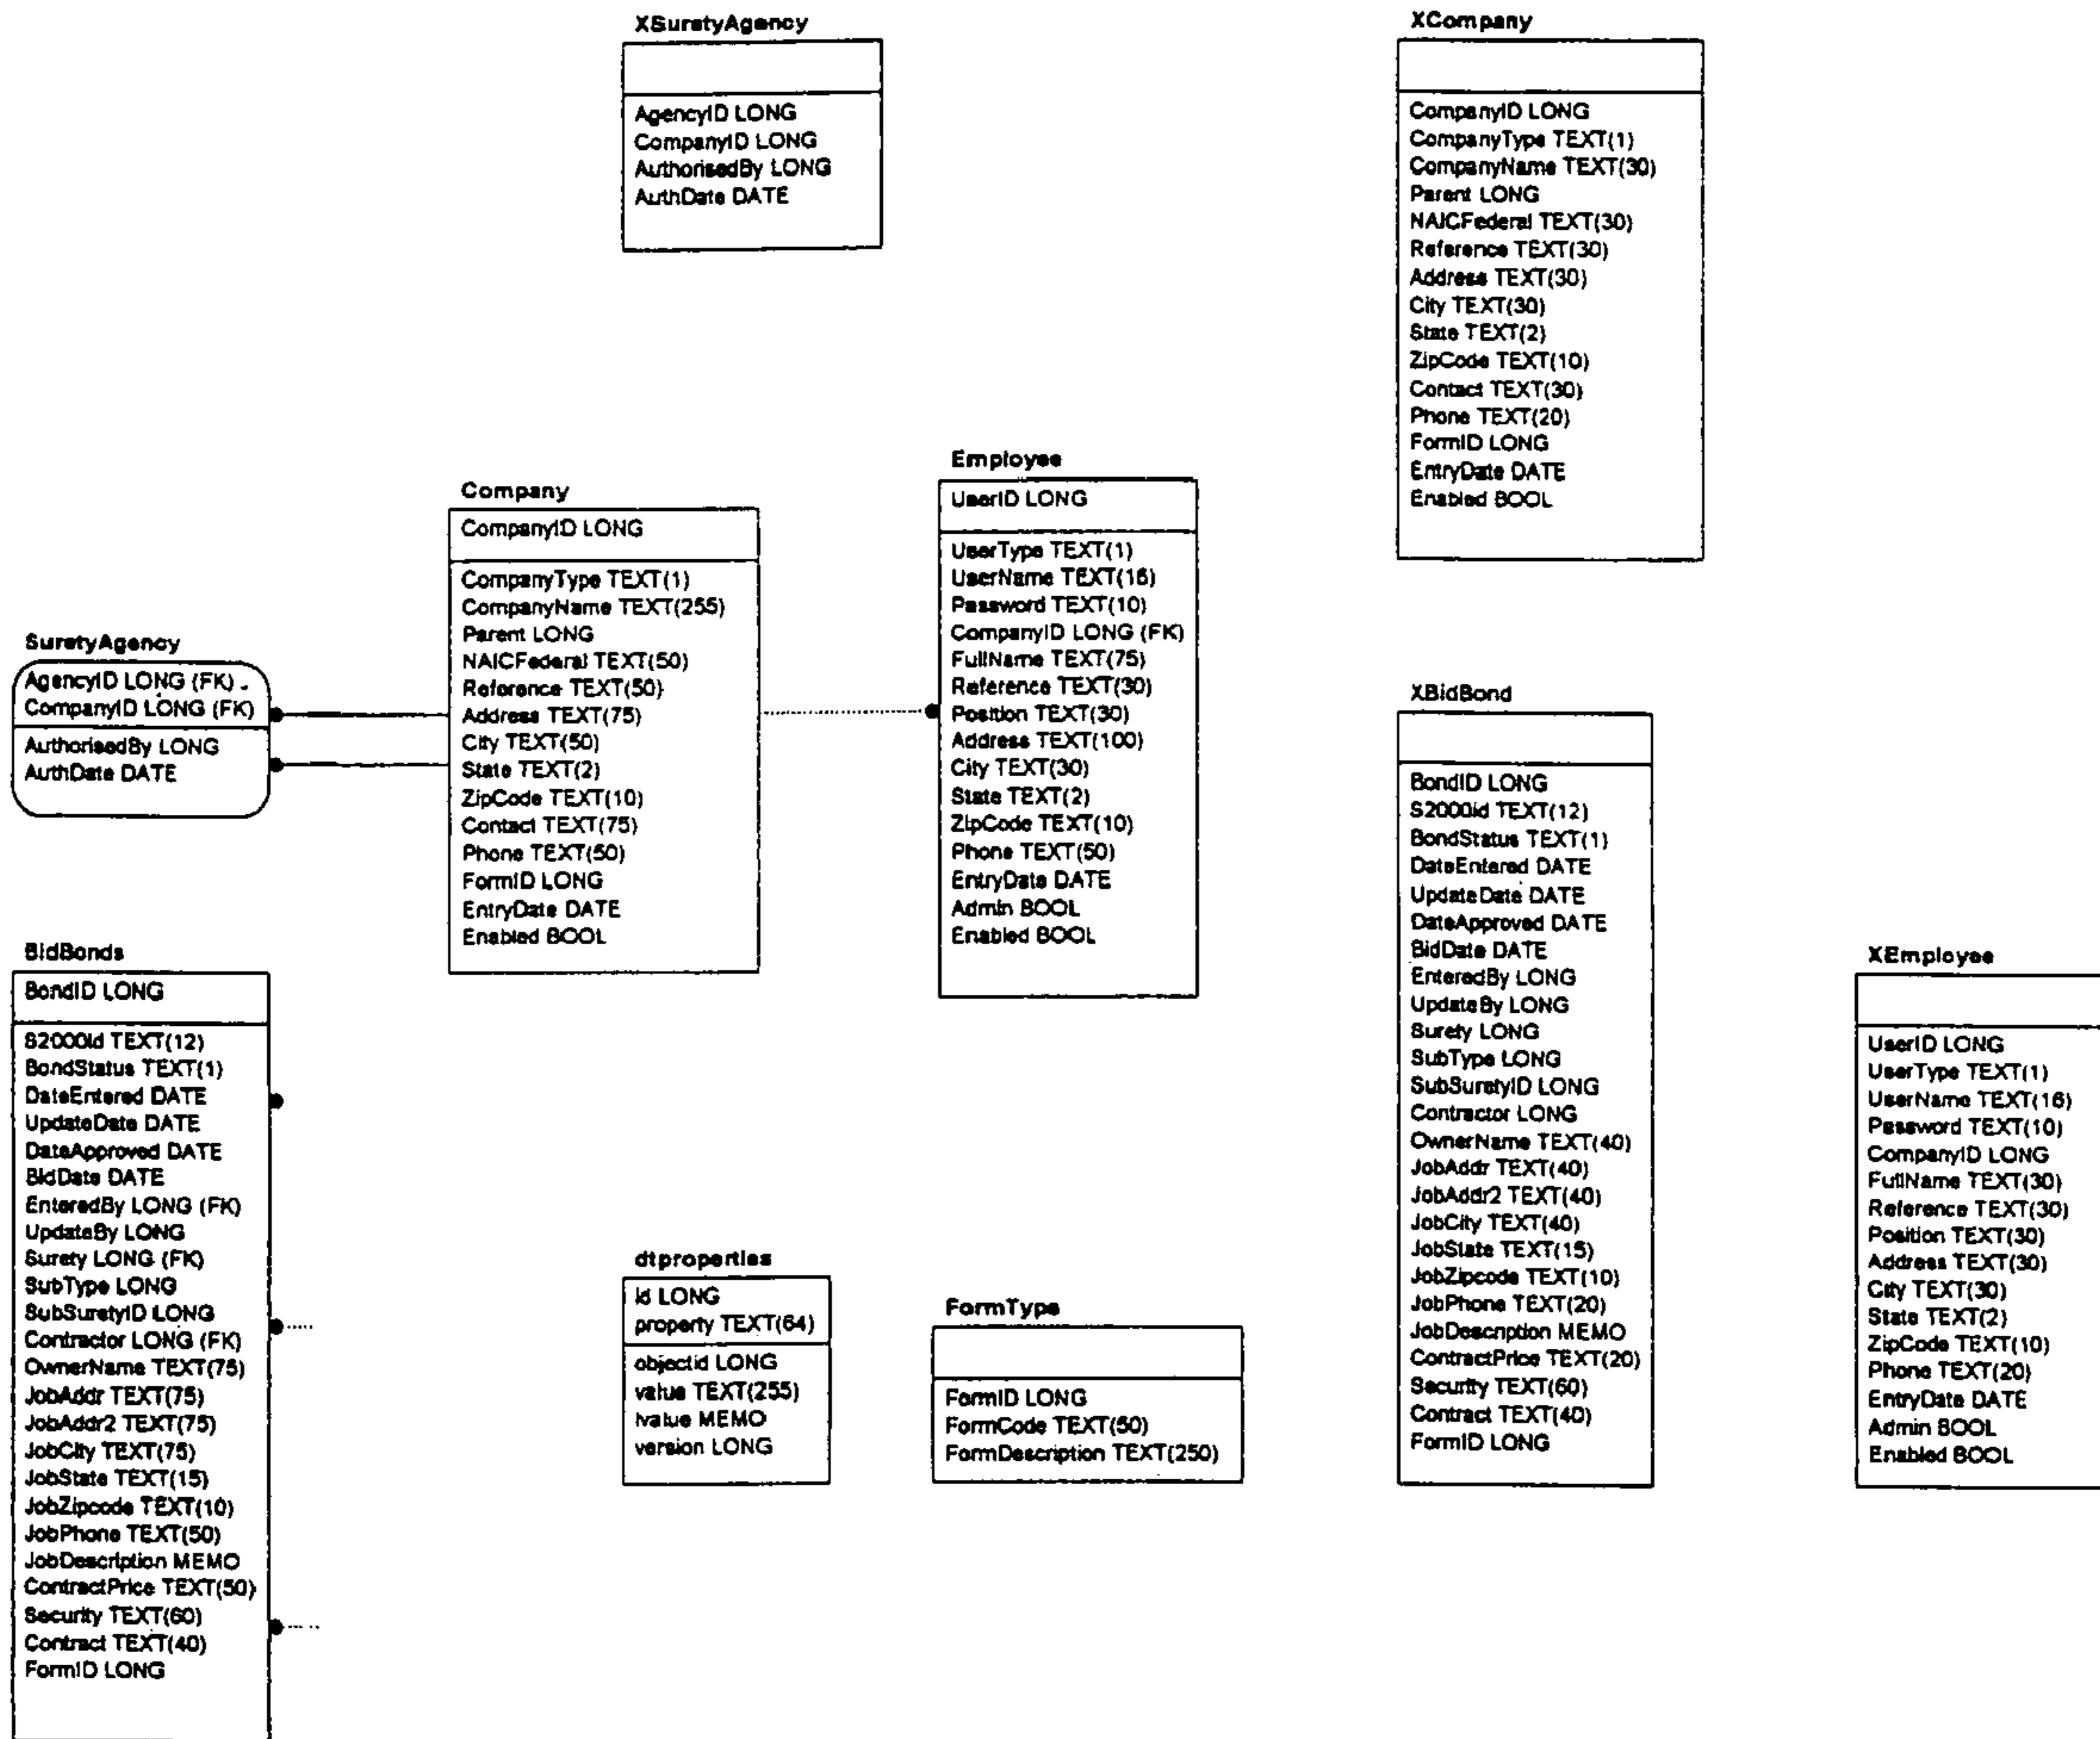 XSuretyAgency
AgencyID LONG
CompanyID LONG
AuthorisedBy LONG
AuthDate DATE
XCompany
CompanyID LONG
CompanyType TEXT(1)
CompanyName TEXT(30)
Parent LONG
NAICFederal TEXT(30)
Reference TEXT(30)
Address TEXT(30)
City TEXT(30)
State TEXT(2)
ZipCode TEXT(10)
Contact TEXT(30)
Phone TEXT(20)
FormID LONG
EntryDate DATE
Enabled BOOL
SuretyAgency
AgencyID LONG (FK)
CompanyID LONG (FK)
AuthorisedBy LONG
AuthDate DATE
Company
CompanyID LONG
CompanyType TEXT(1)
CompanyName TEXT(255)
Parent LONG
NAICFederal TEXT(50)
Reference TEXT(50)
Address TEXT(75)
City TEXT(50)
State TEXT(2)
ZipCode TEXT(10)
Contact TEXT(75)
Phone TEXT(50)
FormID LONG
EntryDate DATE
Enabled BOOL
Employee
UserID LONG
UserType TEXT(1)
UserName TEXT(16)
Password TEXT(10)
CompanyID LONG (FK)
FullName TEXT(75)
Reference TEXT(30)
Position TEXT(30)
Address TEXT(100)
City TEXT(30)
State TEXT(2)
ZipCode TEXT(10)
Phone TEXT(50)
EntryDate DATE
Admin BOOL
Enabled BOOL
BidBonds
BondID LONG
S2000id TEXT(12)
BondStatus TEXT(1)
DateEntered DATE
UpdateDate DATE
DateApproved DATE
BidDate DATE
EnteredBy LONG (FK)
UpdateBy LONG
Surety LONG (FK)
SubType LONG
SubSuretyID LONG
Contractor LONG (FK)
OwnerName TEXT(75)
JobAddr TEXT(75)
JobAddr2 TEXT(75)
JobCity TEXT(75)
JobState TEXT(15)
JobZipcode TEXT(10)
JobPhone TEXT(50)
JobDescription MEMO
ContractPrice TEXT(50)
Security TEXT(60)
Contract TEXT(40)
FormID LONG
dtproperties
id LONG
property TEXT(64)
objectid LONG
value TEXT(255)
lvalue MEMO
version LONG
FormType
FormID LONG
FormCode TEXT(50)
FormDescription TEXT(250)
XBidBond
BondID LONG
S2000id TEXT(12)
BondStatus TEXT(1)
DateEntered DATE
UpdateDate DATE
DateApproved DATE
BidDate DATE
EnteredBy LONG
UpdateBy LONG
Surety LONG
SubType LONG
SubSuretyID LONG
Contractor LONG
OwnerName TEXT(40)
JobAddr TEXT(40)
JobAddr2 TEXT(40)
JobCity TEXT(40)
JobState TEXT(15)
JobZipcode TEXT(10)
JobPhone TEXT(20)
JobDescription MEMO
ContractPrice TEXT(20)
Security TEXT(60)
Contract TEXT(40)
FormID LONG
XEmployee
UserID LONG
UserType TEXT(1)
UserName TEXT(16)
Password TEXT(10)
CompanyID LONG
FullName TEXT(30)
Reference TEXT(30)
Position TEXT(30)
Address TEXT(30)
City TEXT(30)
State TEXT(2)
ZipCode TEXT(10)
Phone TEXT(20)
EntryDate DATE
Admin BOOL
Enabled BOOL